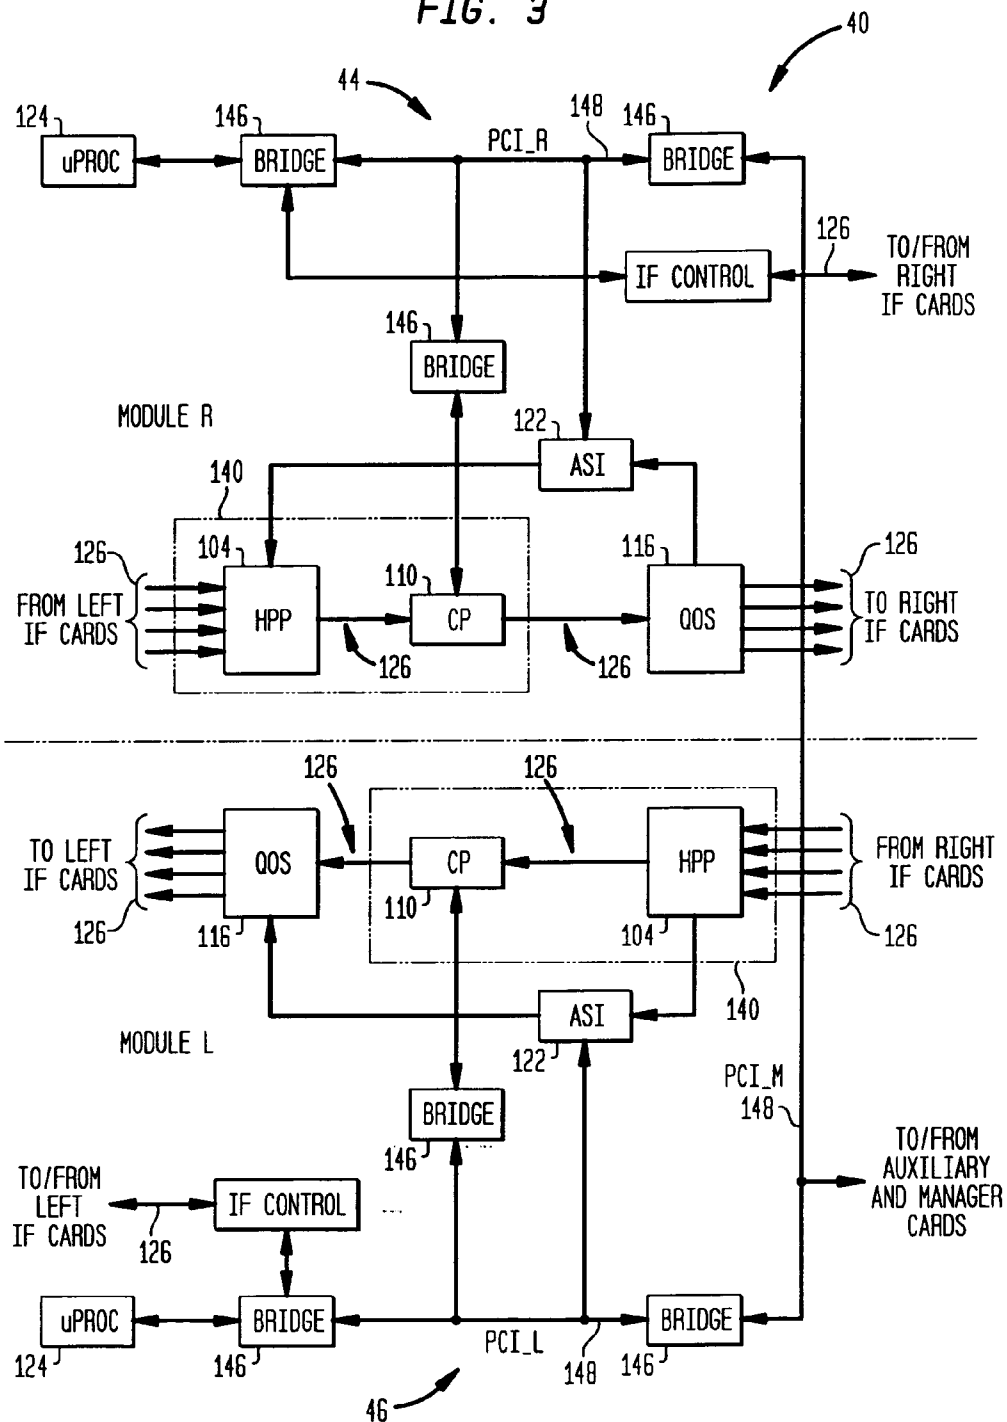 FIG. 3
40
44
124
146
148
146
uPROC
BRIDGE
PCI_R
BRIDGE
126
TO/FROM
RIGHT
IF CARDS
IF CONTROL
146
BRIDGE
MODULE R
122
ASI
140
126
104
110
116
126
FROM LEFT
IF CARDS
HPP
CP
QOS
TO RIGHT
IF CARDS
126
126
126
126
TO LEFT
IF CARDS
QOS
CP
HPP
FROM RIGHT
IF CARDS
126
116
110
104
126
140
ASI
122
MODULE L
PCI_M
148
BRIDGE
146
TO/FROM
AUXILIARY
AND MANAGER
CARDS
TO/FROM
LEFT
IF CARDS
IF CONTROL
126
uPROC
BRIDGE
PCI_L
BRIDGE
124
146
148
146
46